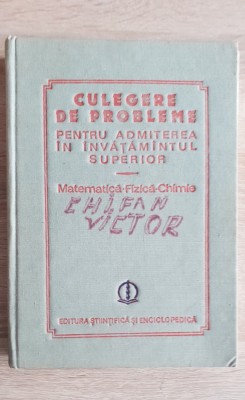 CULEGERE
DE PROBLEME
PENTRU ADMITEREA
ÎN ÎNVĂȚĂMÎNTUL
SUPERIOR
Matematică·Fizică·Chimie
CHIFAN
VICTOR
EDITURA ȘTIINȚIFICĂ ȘI ENCICLOPEDICĂ